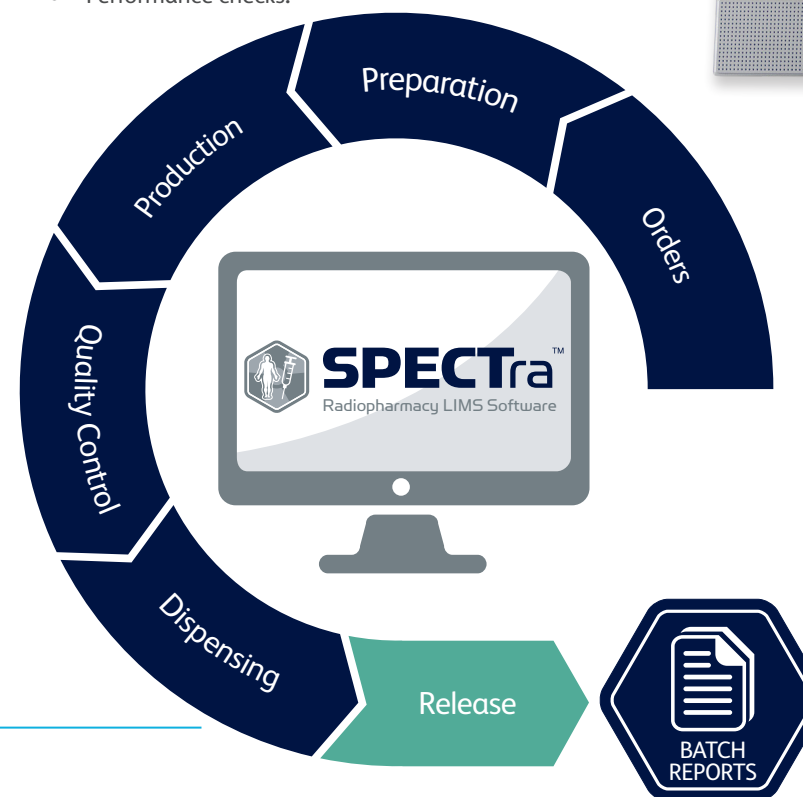 Performance checks.
Preparation
Production
Orders
SPECTra™
Radiopharmacy LIMS Software
Quality Control
Dispensing
Release
BATCH
REPORTS